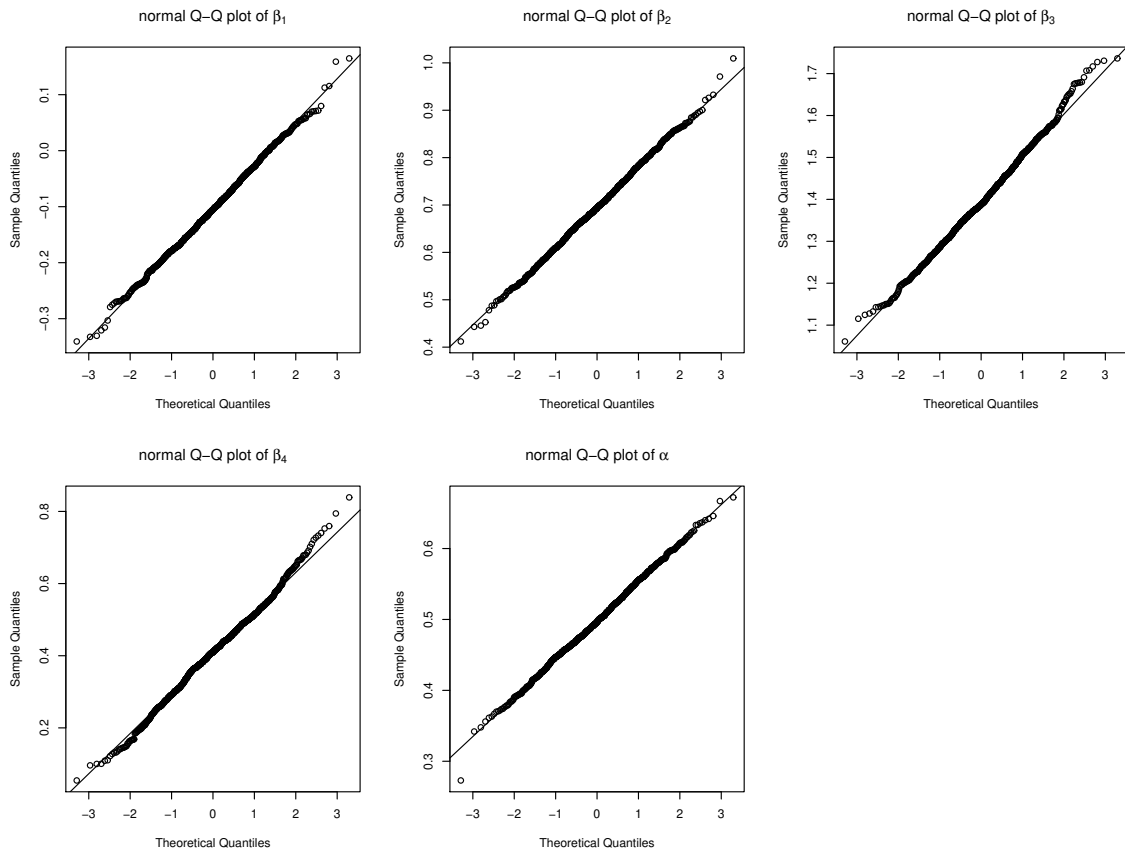 normal Q−Q plot of β1
Sample Quantiles
0.1
0.0
−0.1
−0.2
−0.3
−3 −2 −1 0 1 2 3
Theoretical Quantiles
normal Q−Q plot of β2
Sample Quantiles
1.0
0.9
0.8
0.7
0.6
0.5
0.4
−3 −2 −1 0 1 2 3
Theoretical Quantiles
normal Q−Q plot of β3
Sample Quantiles
1.7
1.6
1.5
1.4
1.3
1.2
1.1
−3 −2 −1 0 1 2 3
Theoretical Quantiles
normal Q−Q plot of β4
Sample Quantiles
0.8
0.6
0.4
0.2
−3 −2 −1 0 1 2 3
Theoretical Quantiles
normal Q−Q plot of α
Sample Quantiles
0.6
0.5
0.4
0.3
−3 −2 −1 0 1 2 3
Theoretical Quantiles